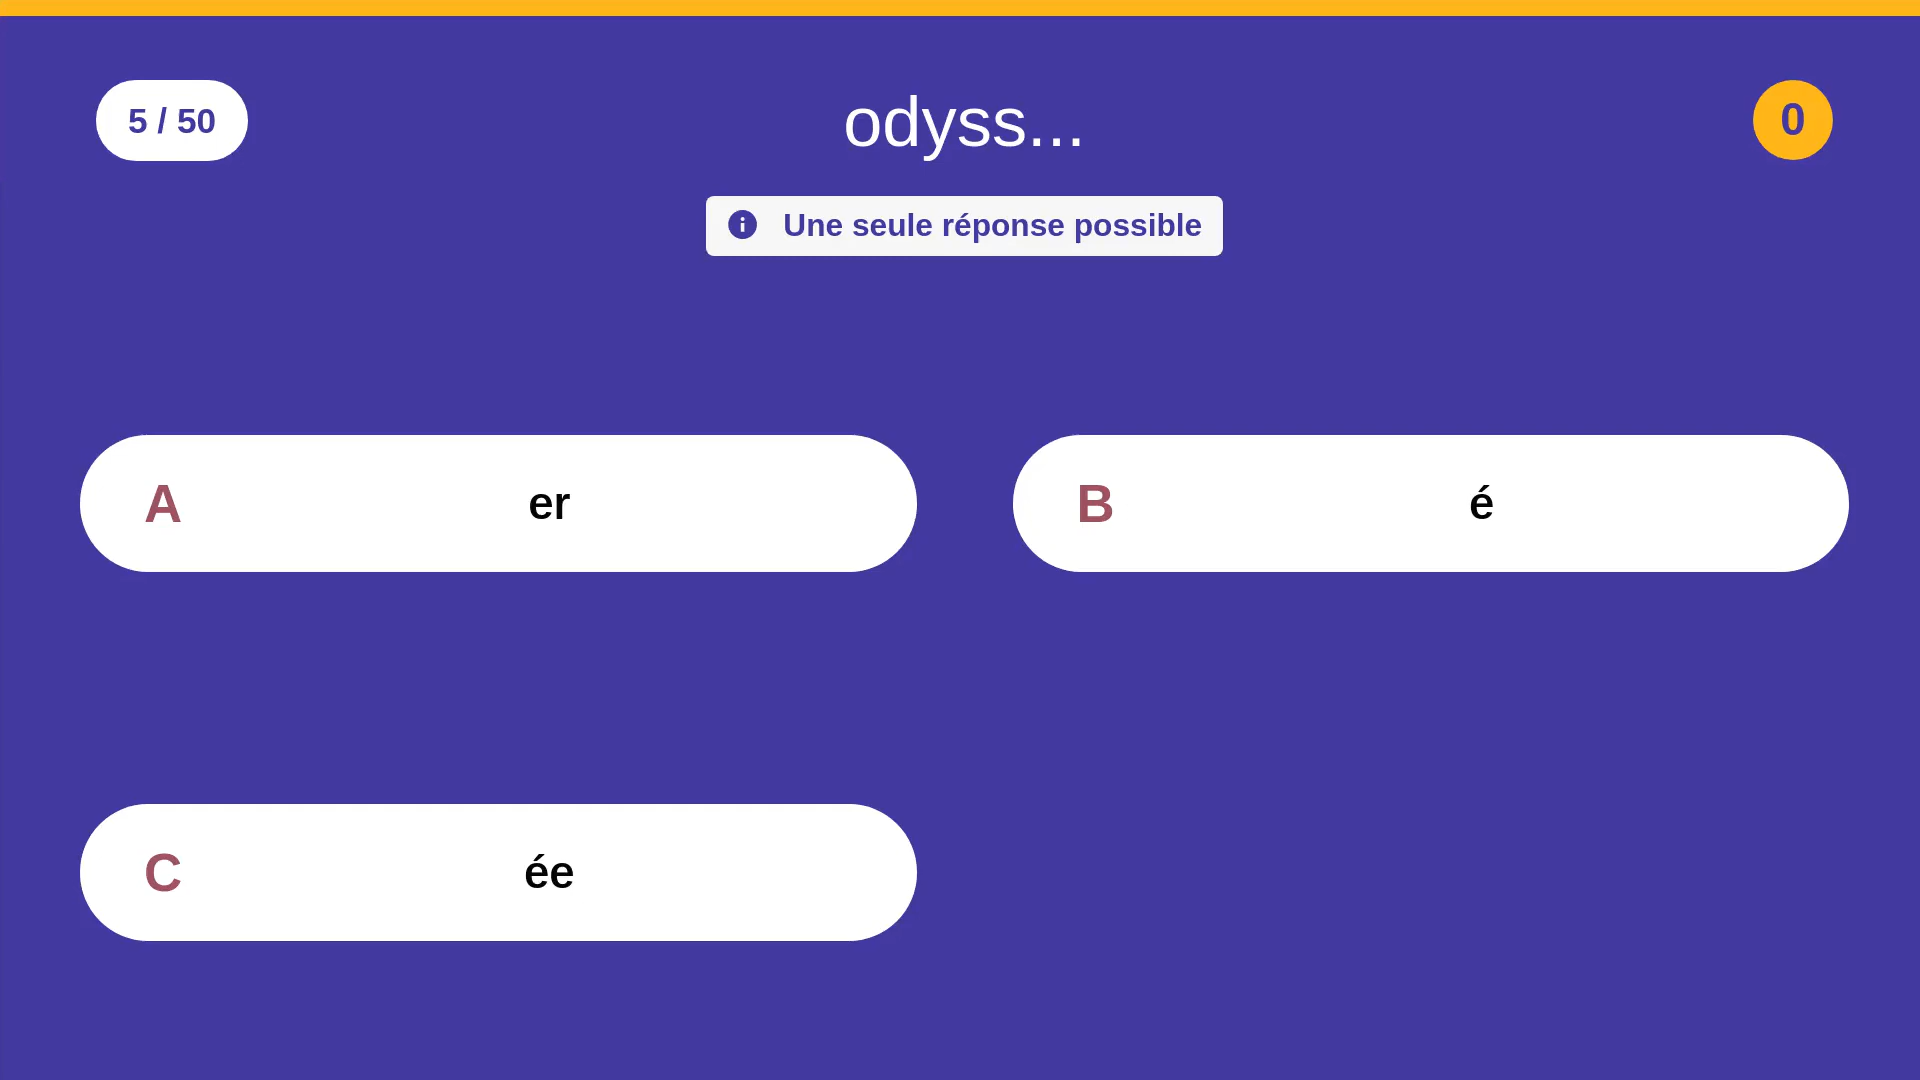 5 / 50
odyss...
0
Une seule réponse possible
A er
B é
C ée